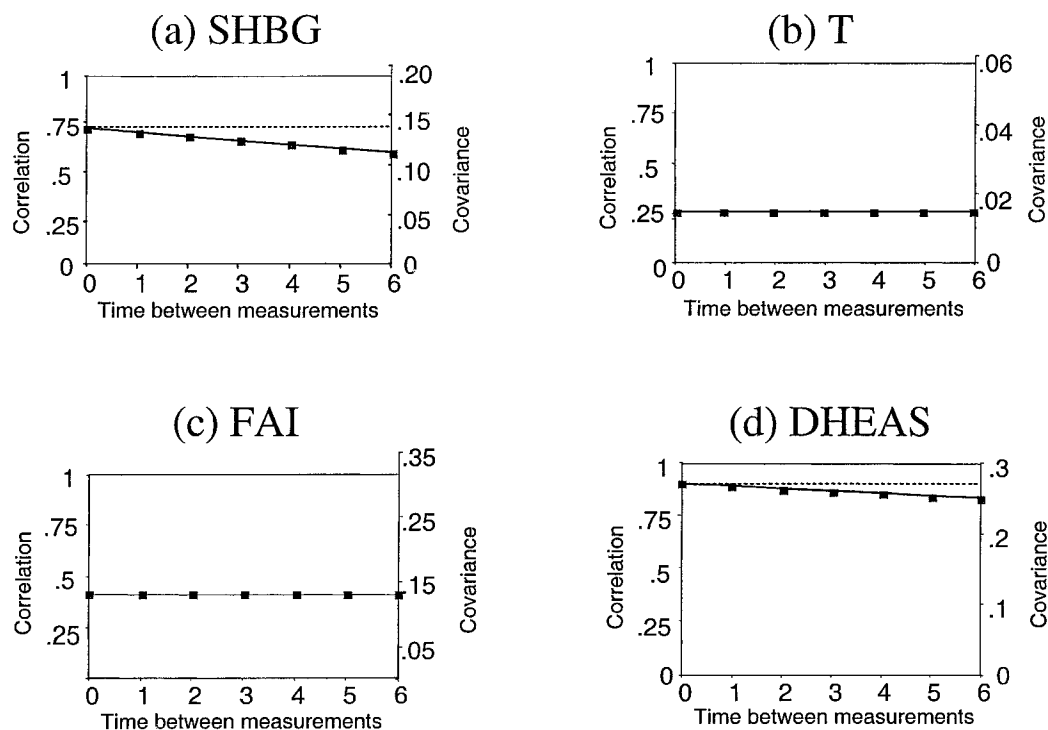 (a) SHBG
1
.75
.5
.25
0
Correlation
.20
.15
.10
.05
0
Covariance
0 1 2 3 4 5 6
Time between measurements
(b) T
1
.75
.5
.25
0
Correlation
.06
.04
.02
0
Covariance
0 1 2 3 4 5 6
Time between measurements
(c) FAI
1
.75
.5
.25
Correlation
.35
.25
.15
.05
Covariance
0 1 2 3 4 5 6
Time between measurements
(d) DHEAS
1
.75
.5
.25
0
Correlation
.3
.2
.1
0
Covariance
0 1 2 3 4 5 6
Time between measurements